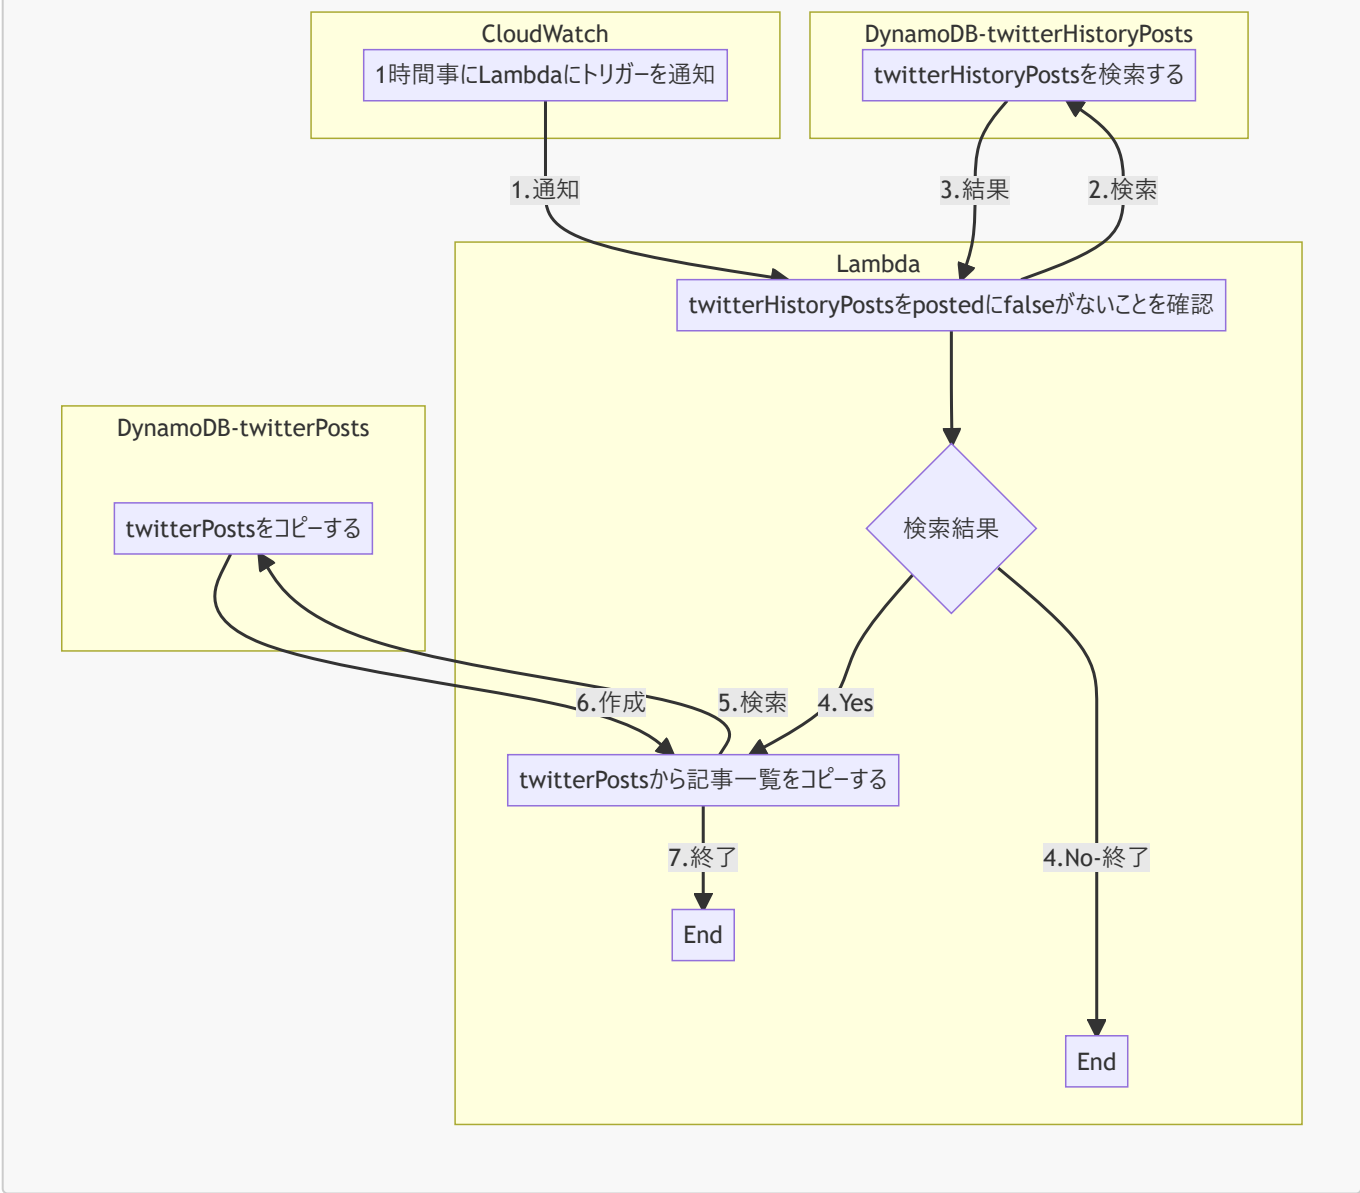 CloudWatch
1時間事にLambdaにトリガーを通知
DynamoDB-twitterHistoryPosts
twitterHistoryPostsを検索する
1.通知
3.結果
2.検索
Lambda
twitterHistoryPostsをpostedにfalseがないことを確認
DynamoDB-twitterPosts
twitterPostsをコピーする
検索結果
6.作成
5.検索
4.Yes
twitterPostsから記事一覧をコピーする
7.終了
4.No-終了
End
End